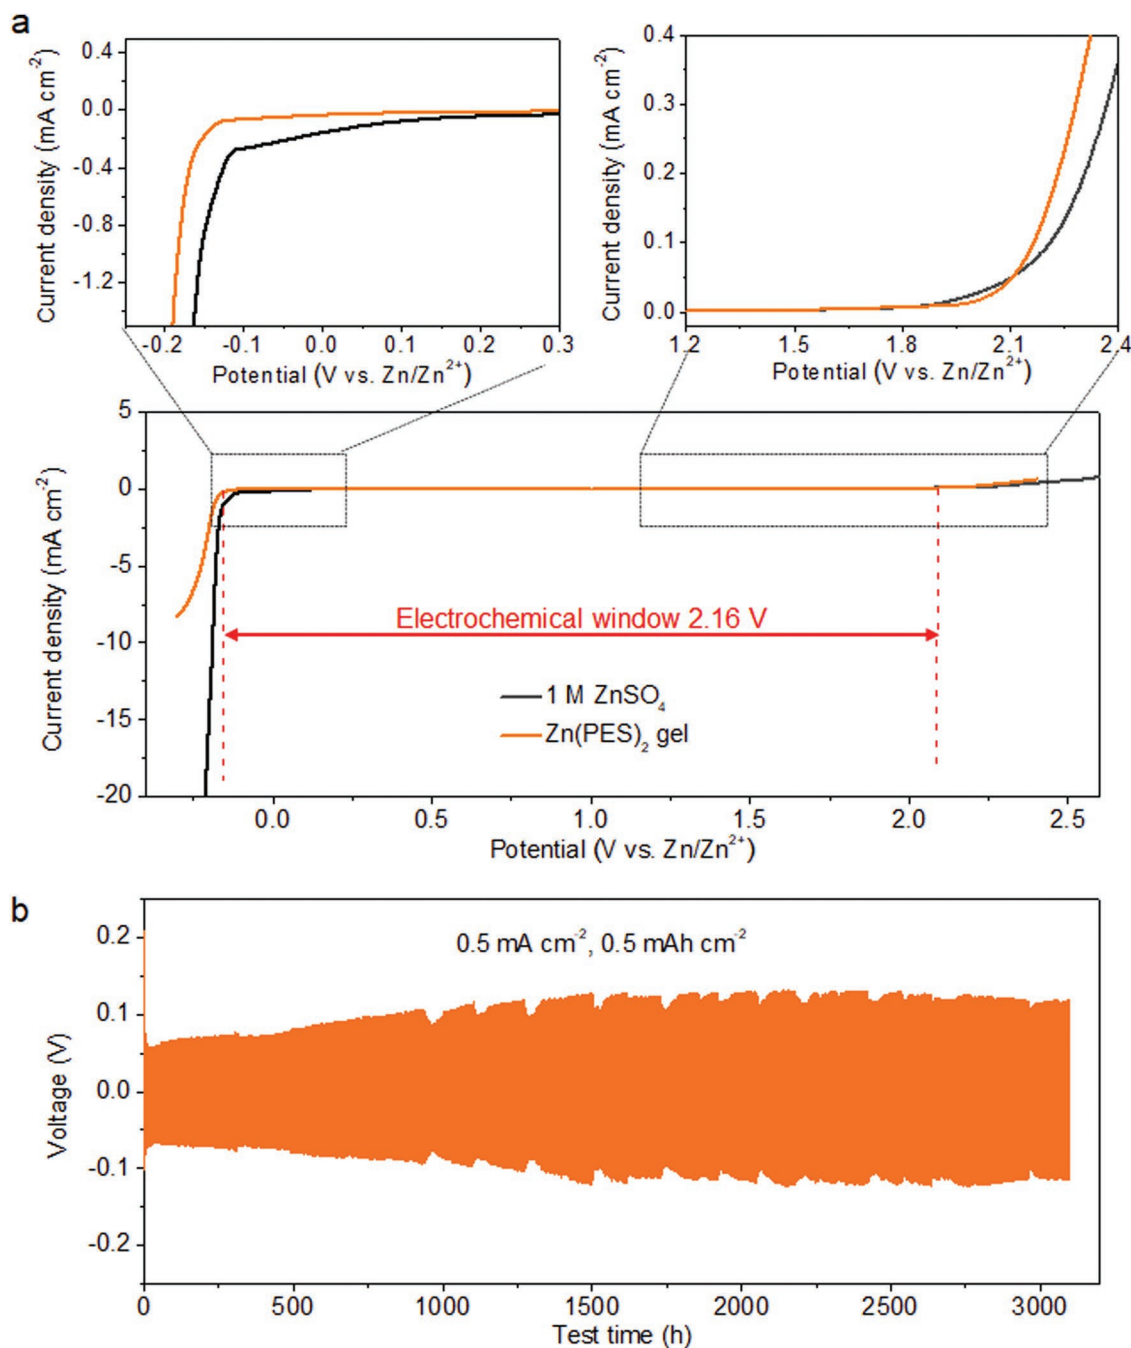 a
0.4
0.0
-0.4
-0.8
-1.2
Current density (mA cm⁻²)
-0.2 -0.1 0.0 0.1 0.2 0.3
Potential (V vs. Zn/Zn²⁺)
0.4
0.3
0.2
0.1
0.0
Current density (mA cm⁻²)
1.2 1.5 1.8 2.1 2.4
Potential (V vs. Zn/Zn²⁺)
5
0
-5
-10
-15
-20
Current density (mA cm⁻²)
Electrochemical window 2.16 V
1 M ZnSO₄
Zn(PES)₂ gel
0.0 0.5 1.0 1.5 2.0 2.5
Potential (V vs. Zn/Zn²⁺)
b
0.2
0.1
0.0
-0.1
-0.2
Voltage (V)
0.5 mA cm⁻², 0.5 mAh cm⁻²
0 500 1000 1500 2000 2500 3000
Test time (h)